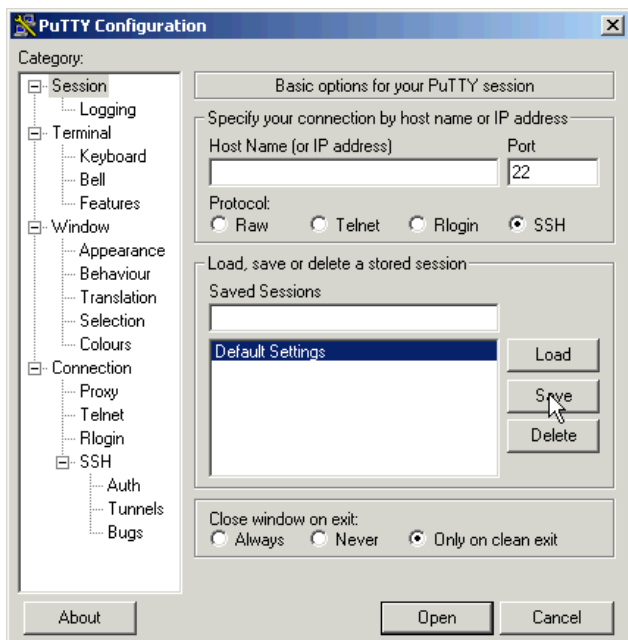 PuTTY Configuration
Category:
Session
Logging
Terminal
Keyboard
Bell
Features
Window
Appearance
Behaviour
Translation
Selection
Colours
Connection
Proxy
Telnet
Rlogin
SSH
Auth
Tunnels
Bugs
Basic options for your PuTTY session
Specify your connection by host name or IP address
Host Name (or IP address) Port
22
Protocol:
Raw Telnet Rlogin SSH
Load, save or delete a stored session
Saved Sessions
Default Settings
Load
Save
Delete
Close window on exit:
Always Never Only on clean exit
About Open Cancel